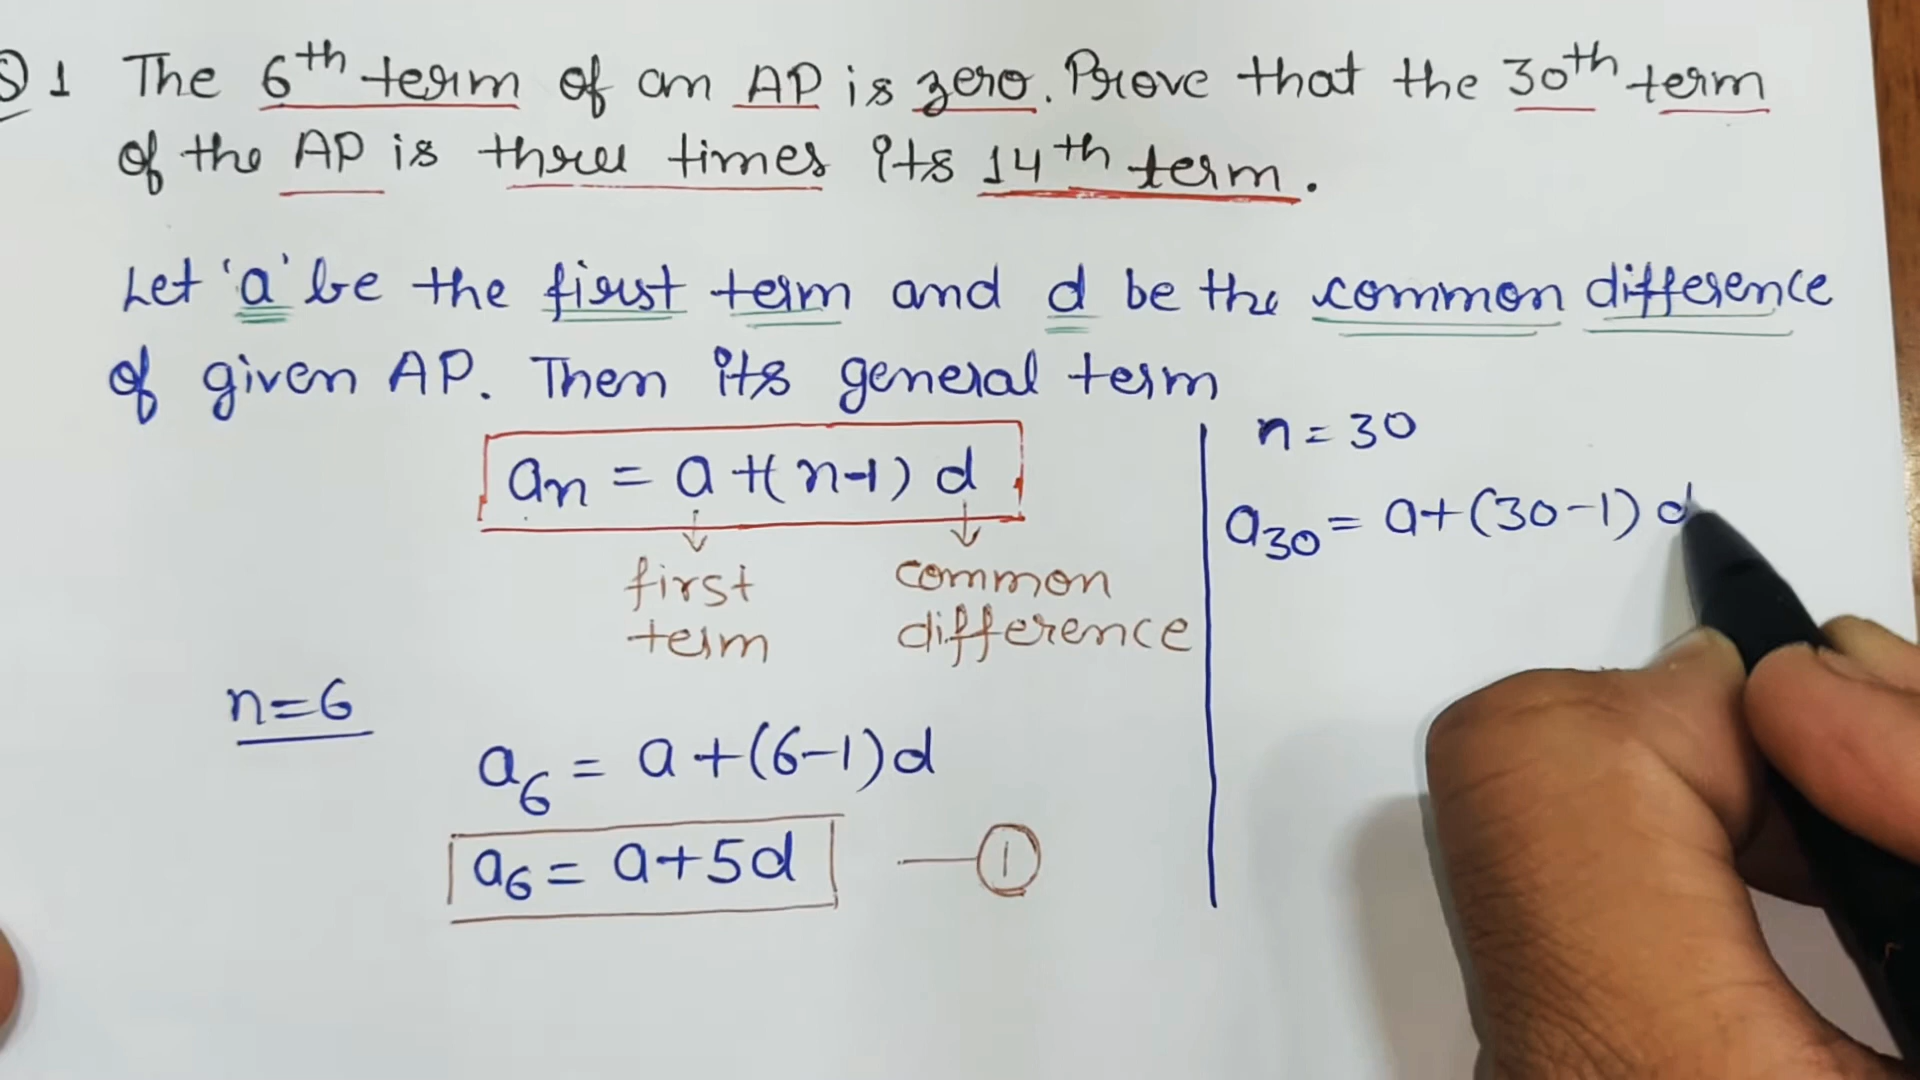 Q1 The 6th term of an AP is zero. Prove that the 30th term
of the AP is three times its 14th term.
Let 'a' be the first term and d be the common difference
of given AP. Then its general term
an = a+(n-1)d
first term
common difference
n=6
a6 = a+(6-1)d
a6 = a+5d —①
n=30
a30 = a+(30-1)d